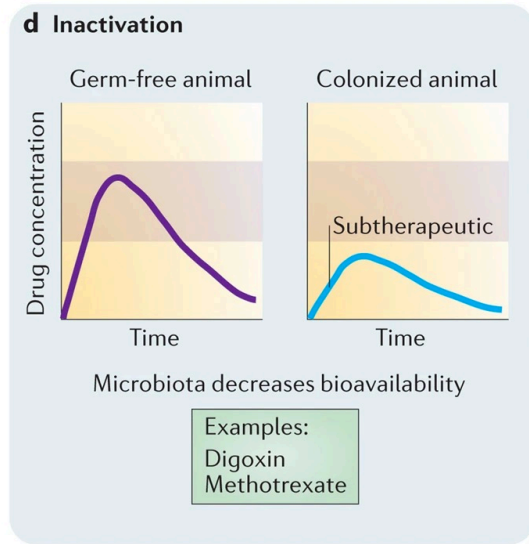 d Inactivation
Germ-free animal
Colonized animal
Drug concentration
Subtherapeutic
Time
Time
Microbiota decreases bioavailability
Examples:
Digoxin
Methotrexate